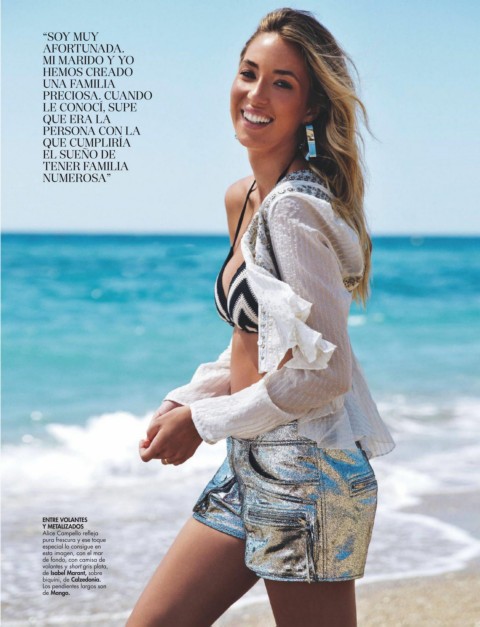 “SOY MUY
AFORTUNADA.
MI MARIDO Y YO
HEMOS CREADO
UNA FAMILIA
PRECIOSA. CUANDO
LE CONOCÍ, SUPE
QUE ERA LA
PERSONA CON LA
QUE CUMPLIRÍA
EL SUEÑO DE
TENER FAMILIA
NUMEROSA”
ENTRE VOLANTES
Y METALIZADOS
Alice Campello refleja
pura frescura y ese toque
especial lo consigue en
esta imagen, con el mar
de fondo, con camisa de
volantes y short gris plata,
de Isabel Marant, sobre
biquini, de Calzedonia.
Los pendientes largos son
de Mango.